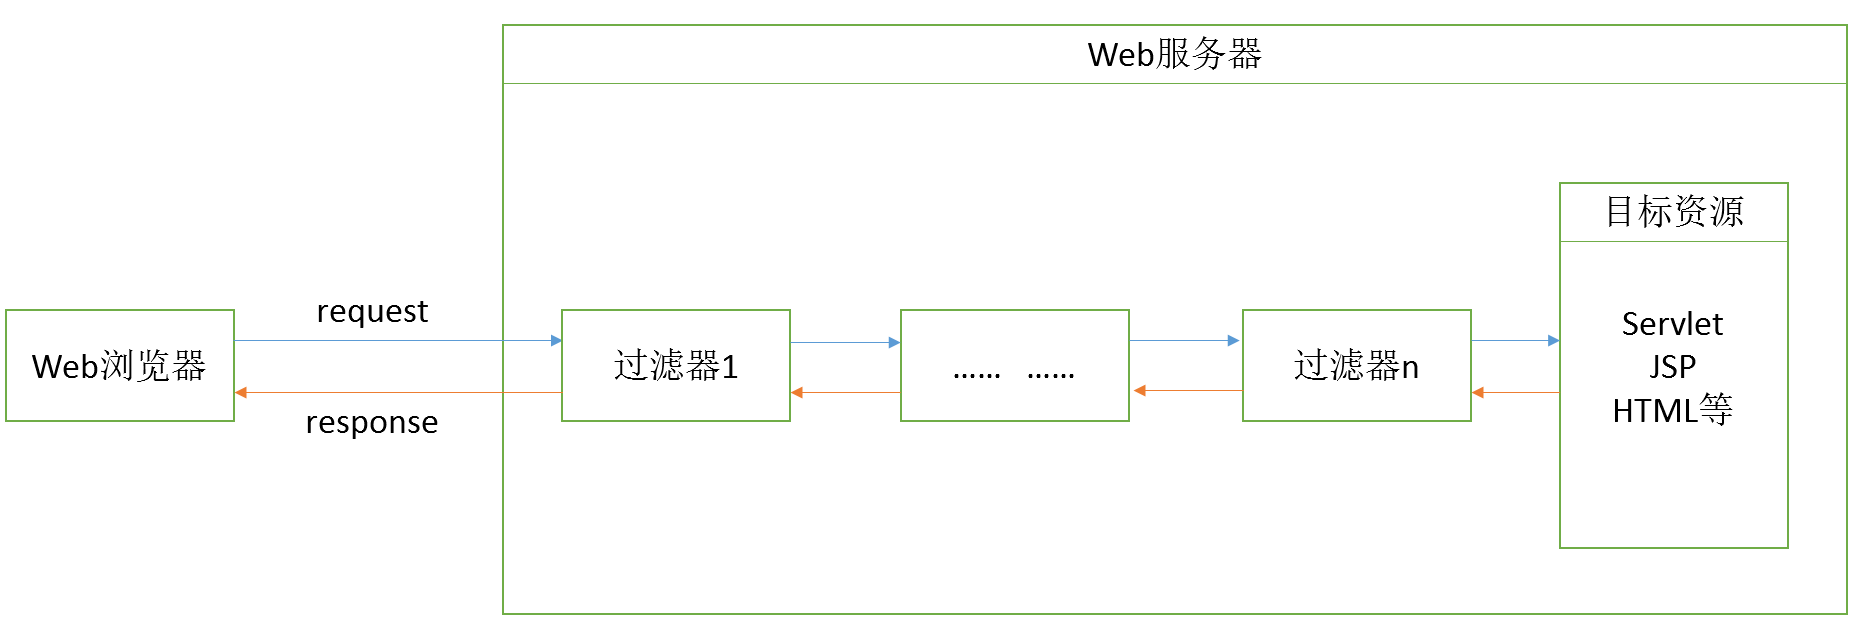 Web服务器
目标资源
request
Web浏览器
过滤器1
…… ……
过滤器n
Servlet
JSP
HTML等
response